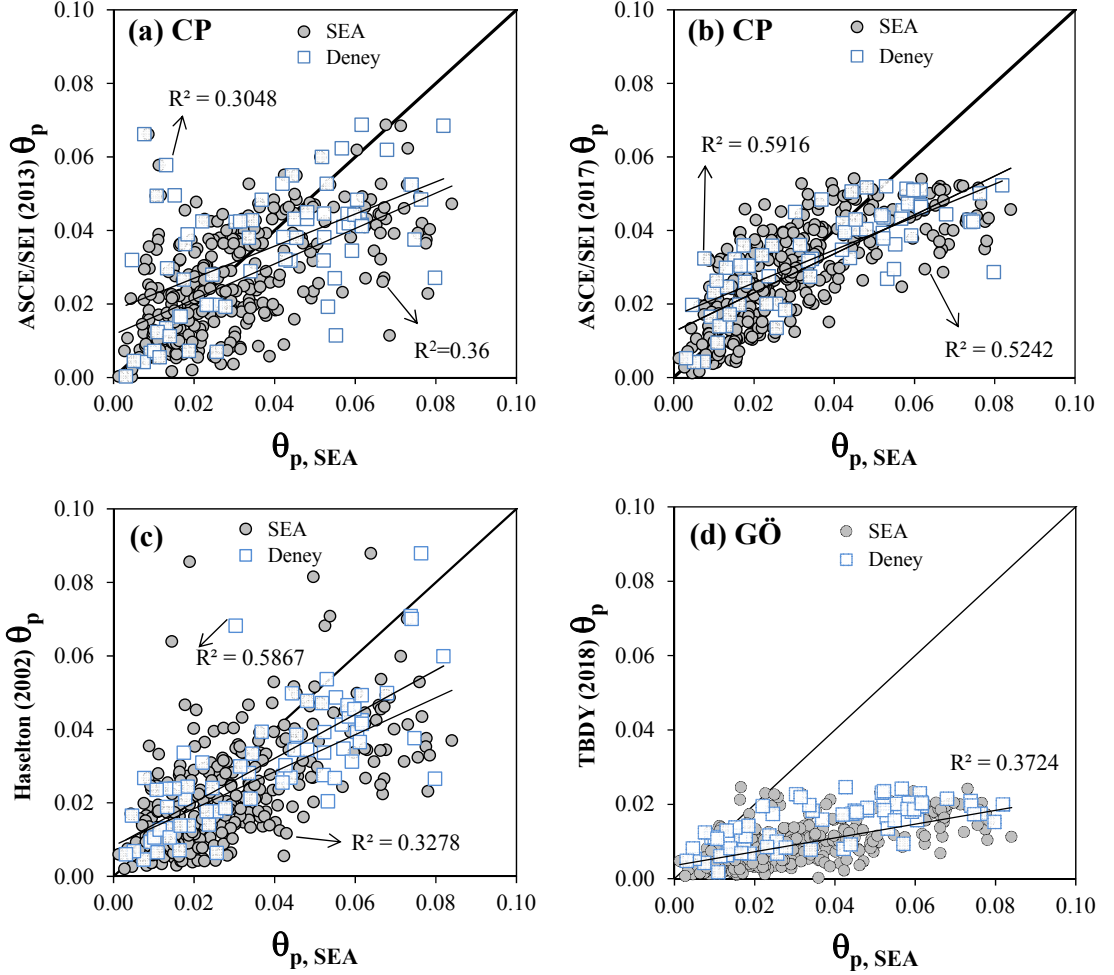 (a) CP
SEA
Deney
R² = 0.3048
R²=0.36
0.10
0.08
0.06
0.04
0.02
0.00
0.00 0.02 0.04 0.06 0.08 0.10
ASCE/SEI (2013) θp
θp, SEA
(b) CP
SEA
Deney
R² = 0.5916
R² = 0.5242
0.10
0.08
0.06
0.04
0.02
0.00
0.00 0.02 0.04 0.06 0.08 0.10
ASCE/SEI (2017) θp
θp, SEA
(c)
SEA
Deney
R² = 0.5867
R² = 0.3278
0.10
0.08
0.06
0.04
0.02
0.00
0.00 0.02 0.04 0.06 0.08 0.10
Haselton (2002) θp
θp, SEA
(d) GÖ
SEA
Deney
R² = 0.3724
0.10
0.08
0.06
0.04
0.02
0.00
0.00 0.02 0.04 0.06 0.08 0.10
TBDY (2018) θp
θp, SEA